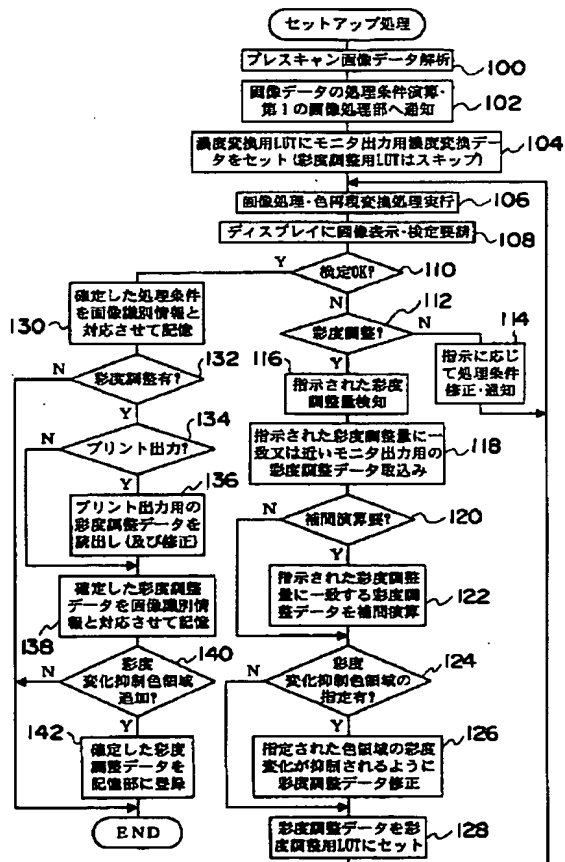 セットアップ処理
プレスキャン画像データ解析
100
画像データの処理条件演算・
第1の画像処理部へ通知
102
濃度変換用LUTにモニタ出力用濃度変換デー
タをセット(彩度調整用LUTはスキップ)
104
画像処理・色再現変換処理実行
106
ディスプレイに画像表示・検定要請
108
Y
検定OK?
110
N
112
彩度調整?
N
114
指示に応じ
て処理条件
修正・通知
Y
116
指示された彩度
調整量検知
指示された彩度調整量に一
致又は近いモニタ出力用の
彩度調整データ取込み
118
N
補間演算要?
120
Y
指示された彩度調整
量に一致する彩度調
整データを補間演算
122
N
彩度
変化抑制色領域の
指定有?
124
Y
指定された色領域の彩度
変化が抑制されるように
彩度調整データ修正
126
彩度調整データを彩
度調整用LUTにセット
128
130
確定した処理条件
を画像識別情報と
対応させて記憶
N
132
彩度調整有?
Y
134
N
プリント出力?
Y
136
プリント出力用の
彩度調整データを
読出し(及び修正)
確定した彩度調整
データを画像識別情
報と対応させて記憶
138
140
N
彩度
変化抑制色領域
追加?
Y
142
確定した彩度
調整データを
記憶部に登録
END